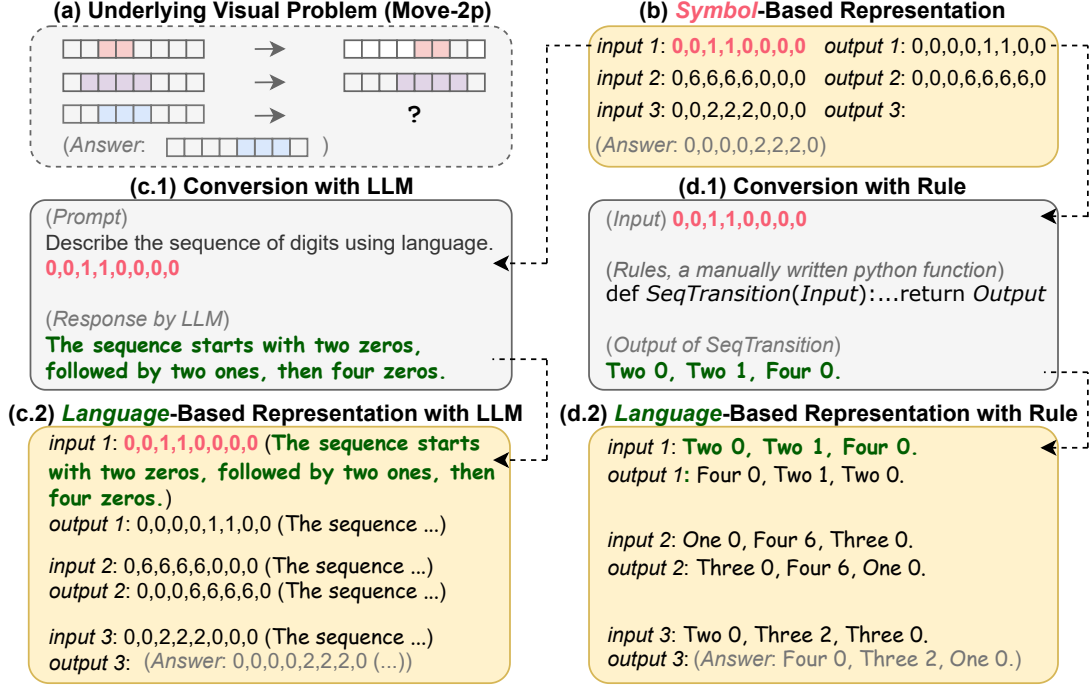 (a) Underlying Visual Problem (Move-2p)
?
(Answer: )
(b) Symbol-Based Representation
input 1: 0,0,1,1,0,0,0,0 output 1: 0,0,0,0,1,1,0,0
input 2: 0,6,6,6,6,0,0,0 output 2: 0,0,0,6,6,6,6,0
input 3: 0,0,2,2,2,0,0,0 output 3:
(Answer: 0,0,0,0,2,2,2,0)
(c.1) Conversion with LLM
(Prompt)
Describe the sequence of digits using language.
0,0,1,1,0,0,0,0
(Response by LLM)
The sequence starts with two zeros,
followed by two ones, then four zeros.
(d.1) Conversion with Rule
(Input) 0,0,1,1,0,0,0,0
(Rules, a manually written python function)
def SeqTransition(Input):...return Output
(Output of SeqTransition)
Two 0, Two 1, Four 0.
(c.2) Language-Based Representation with LLM
input 1: 0,0,1,1,0,0,0,0 (The sequence starts
with two zeros, followed by two ones, then
four zeros.)
output 1: 0,0,0,0,1,1,0,0 (The sequence ...)
input 2: 0,6,6,6,6,0,0,0 (The sequence ...)
output 2: 0,0,0,6,6,6,6,0 (The sequence ...)
input 3: 0,0,2,2,2,0,0,0 (The sequence ...)
output 3: (Answer: 0,0,0,0,2,2,2,0 (...))
(d.2) Language-Based Representation with Rule
input 1: Two 0, Two 1, Four 0.
output 1: Four 0, Two 1, Two 0.
input 2: One 0, Four 6, Three 0.
output 2: Three 0, Four 6, One 0.
input 3: Two 0, Three 2, Three 0.
output 3: (Answer: Four 0, Three 2, One 0.)